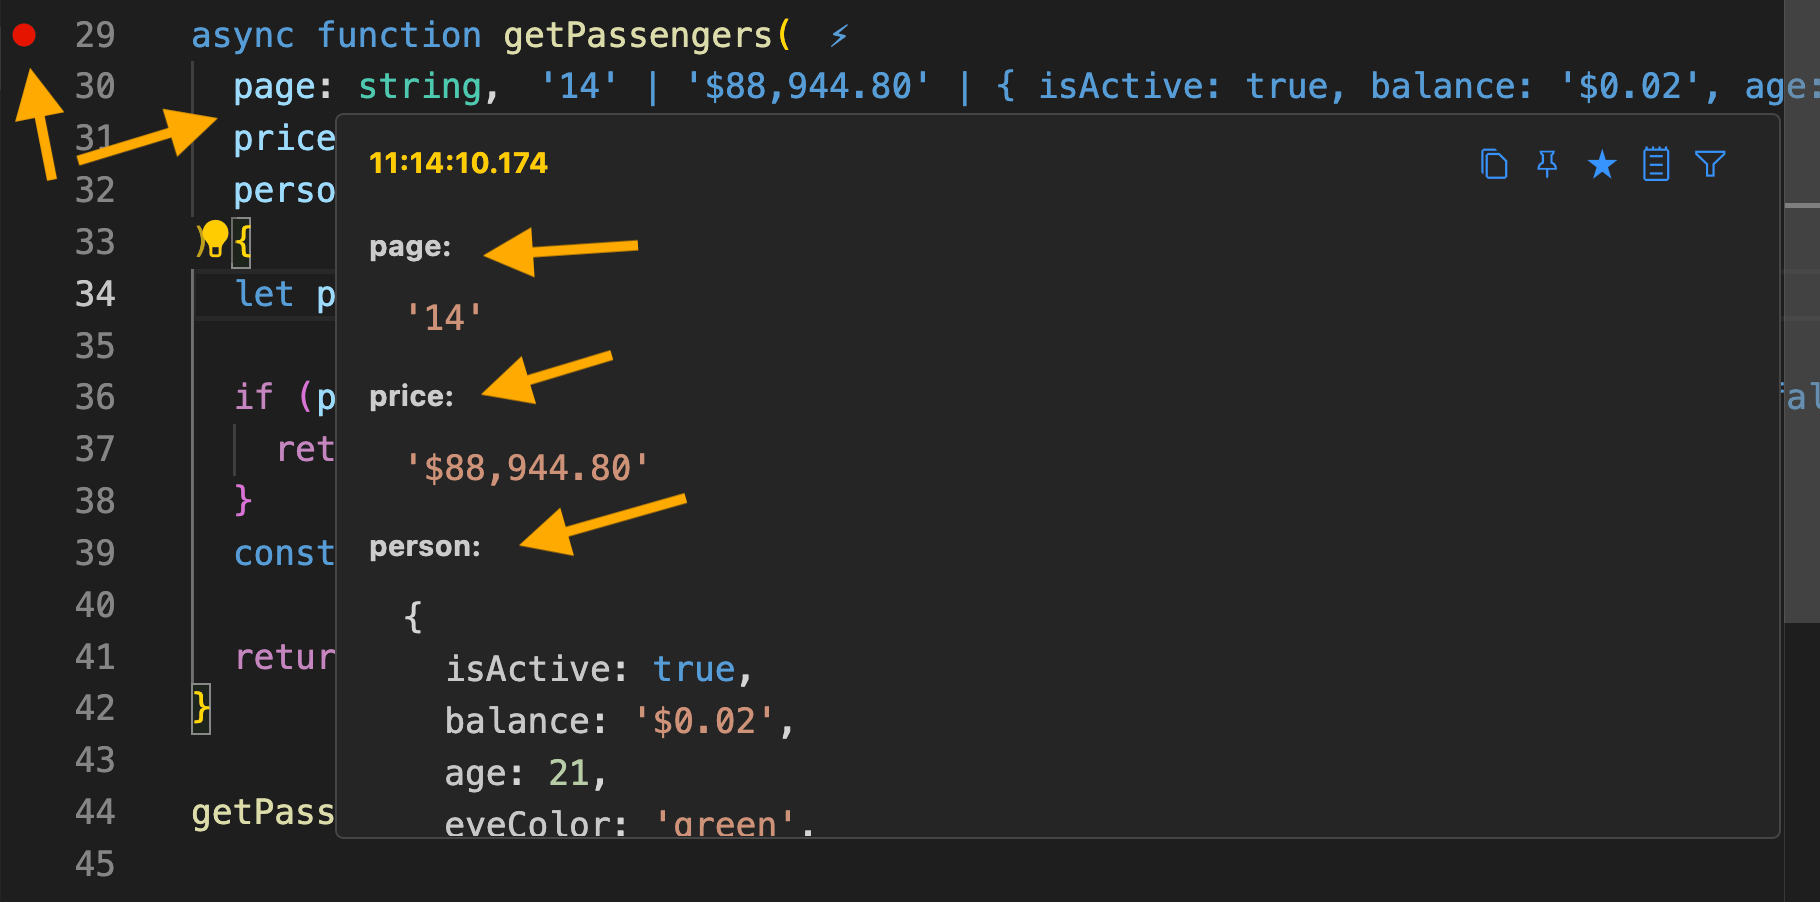 29 async function getPassengers( ⚡
30 page: string, '14' | '$88,944.80' | { isActive: true, balance: '$0.02', age:
31 price
32 perso
33 ) {
34 let p
35
36 if (p
37 ret
38 }
39 const
40
41 retur
42 }
43
44 getPass
45
11:14:10.174
page:
'14'
price:
'$88,944.80'
person:
{
isActive: true,
balance: '$0.02',
age: 21,
eyeColor: 'green',